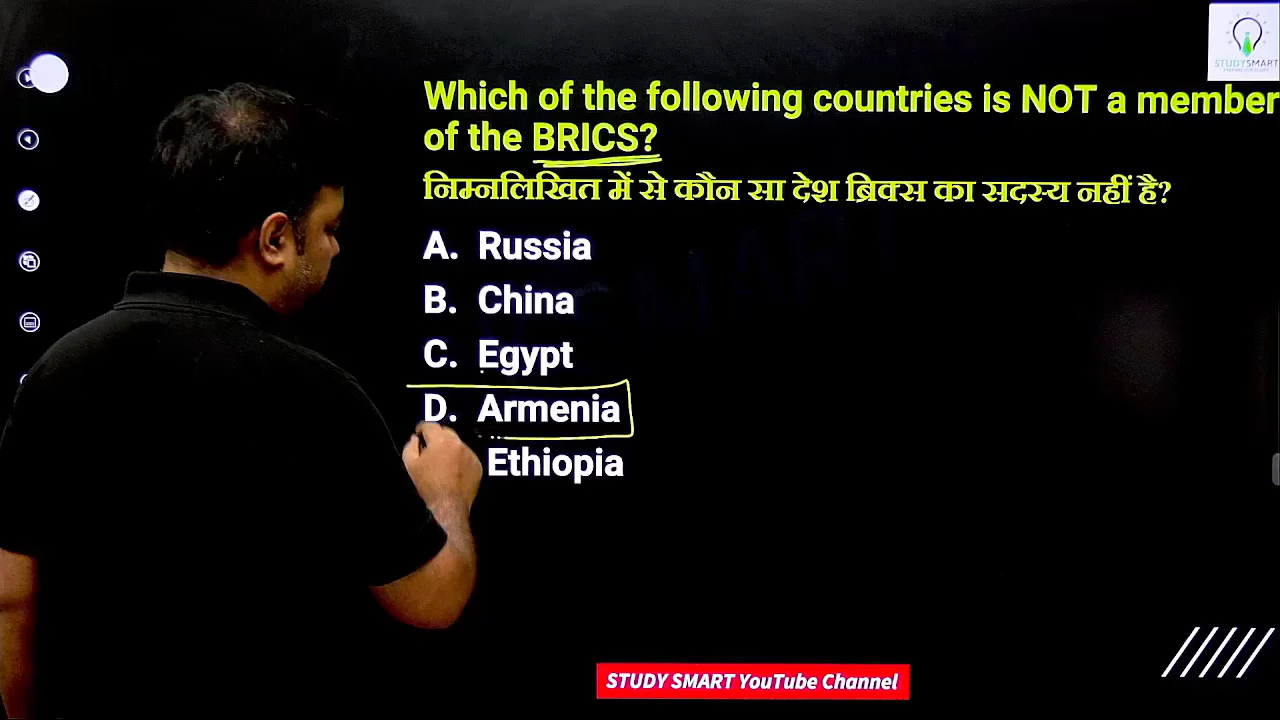 STUDYSMART
Which of the following countries is NOT a member
of the BRICS?
निम्नलिखित में से कौन सा देश ब्रिक्स का सदस्य नहीं है?
A. Russia
B. China
C. Egypt
D. Armenia
Ethiopia
STUDY SMART YouTube Channel